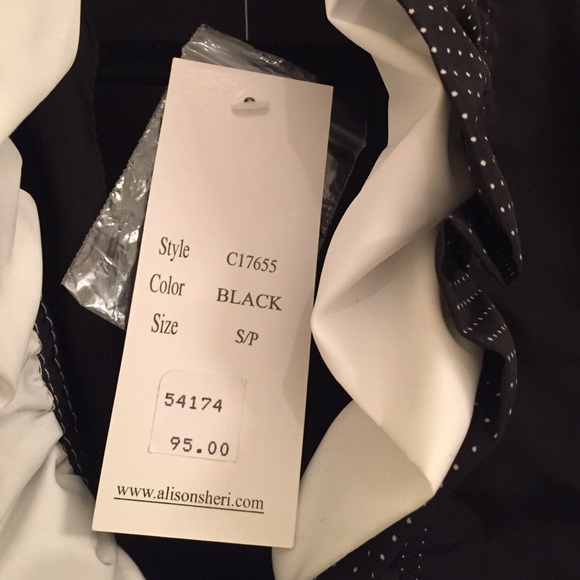 Style C17655
Color BLACK
Size S/P
54174
95.00
www.alisonsheri.com